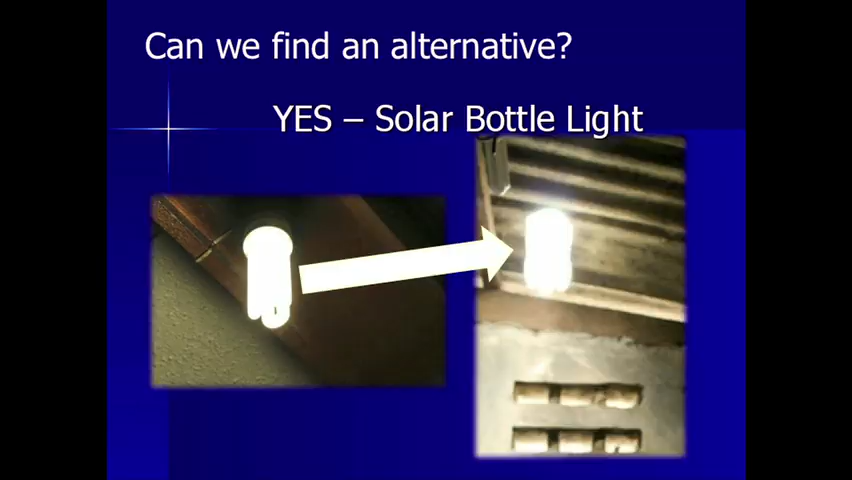 Can we find an alternative?
YES – Solar Bottle Light